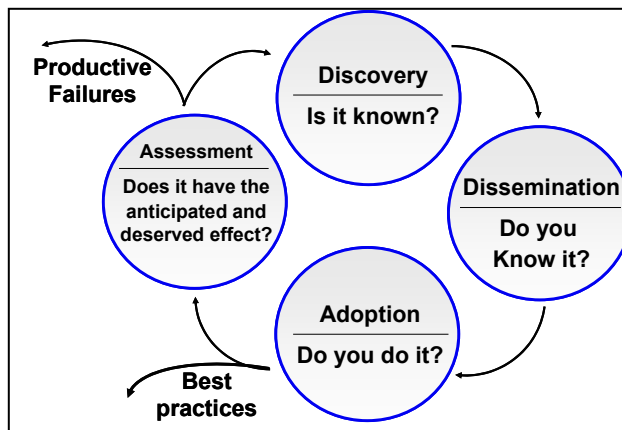 Productive
Failures
Discovery
Is it known?
Dissemination
Do you
Know it?
Adoption
Do you do it?
Best
practices
Assessment
Does it have the
anticipated and
deserved effect?